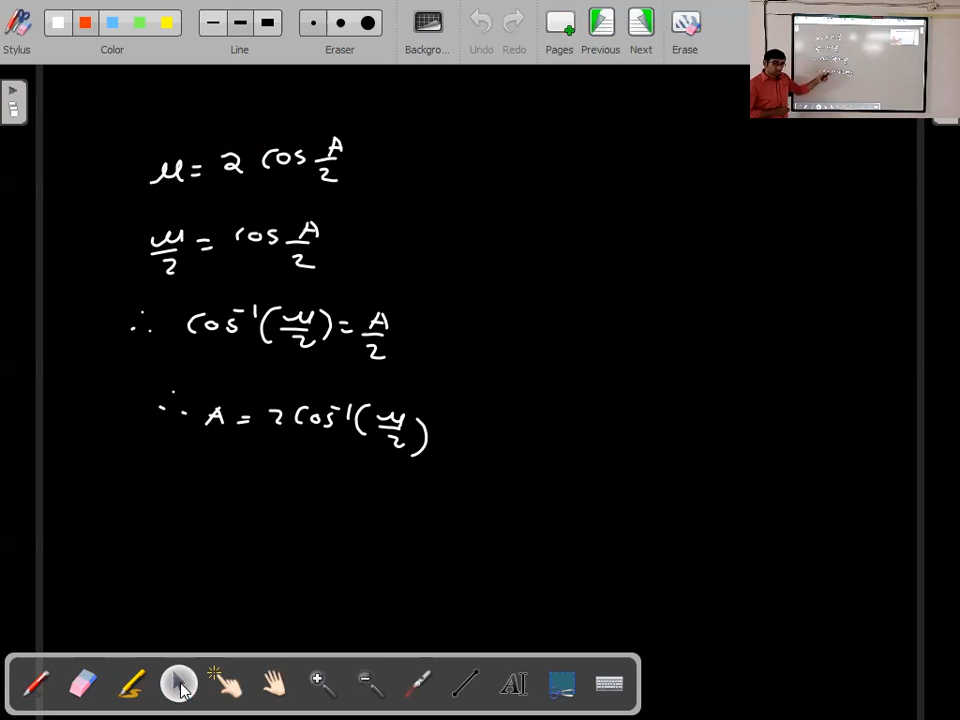 Stylus Color Line Eraser Backgro... Undo Redo Pages Previous Next Erase
μ = 2 cos A/2
μ/2 = cos A/2
∴ cos⁻¹(μ/2) = A/2
∴ A = 2 cos⁻¹(μ/2)